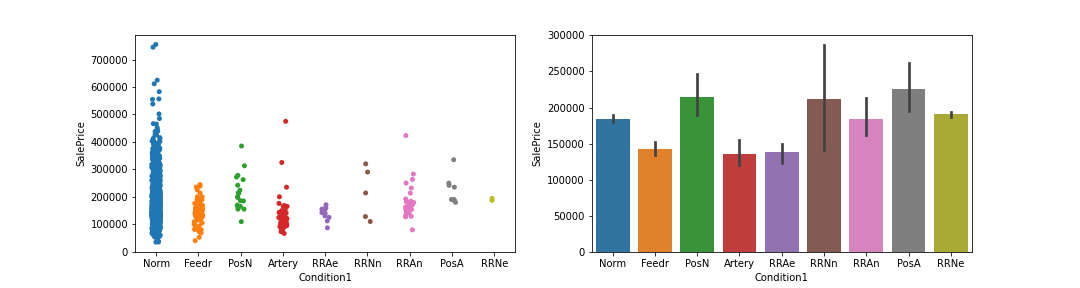 SalePrice
700000
600000
500000
400000
300000
200000
100000
0
Norm Feedr PosN Artery RRAe RRNn RRAn PosA RRNe
Condition1
SalePrice
300000
250000
200000
150000
100000
50000
0
Norm Feedr PosN Artery RRAe RRNn RRAn PosA RRNe
Condition1